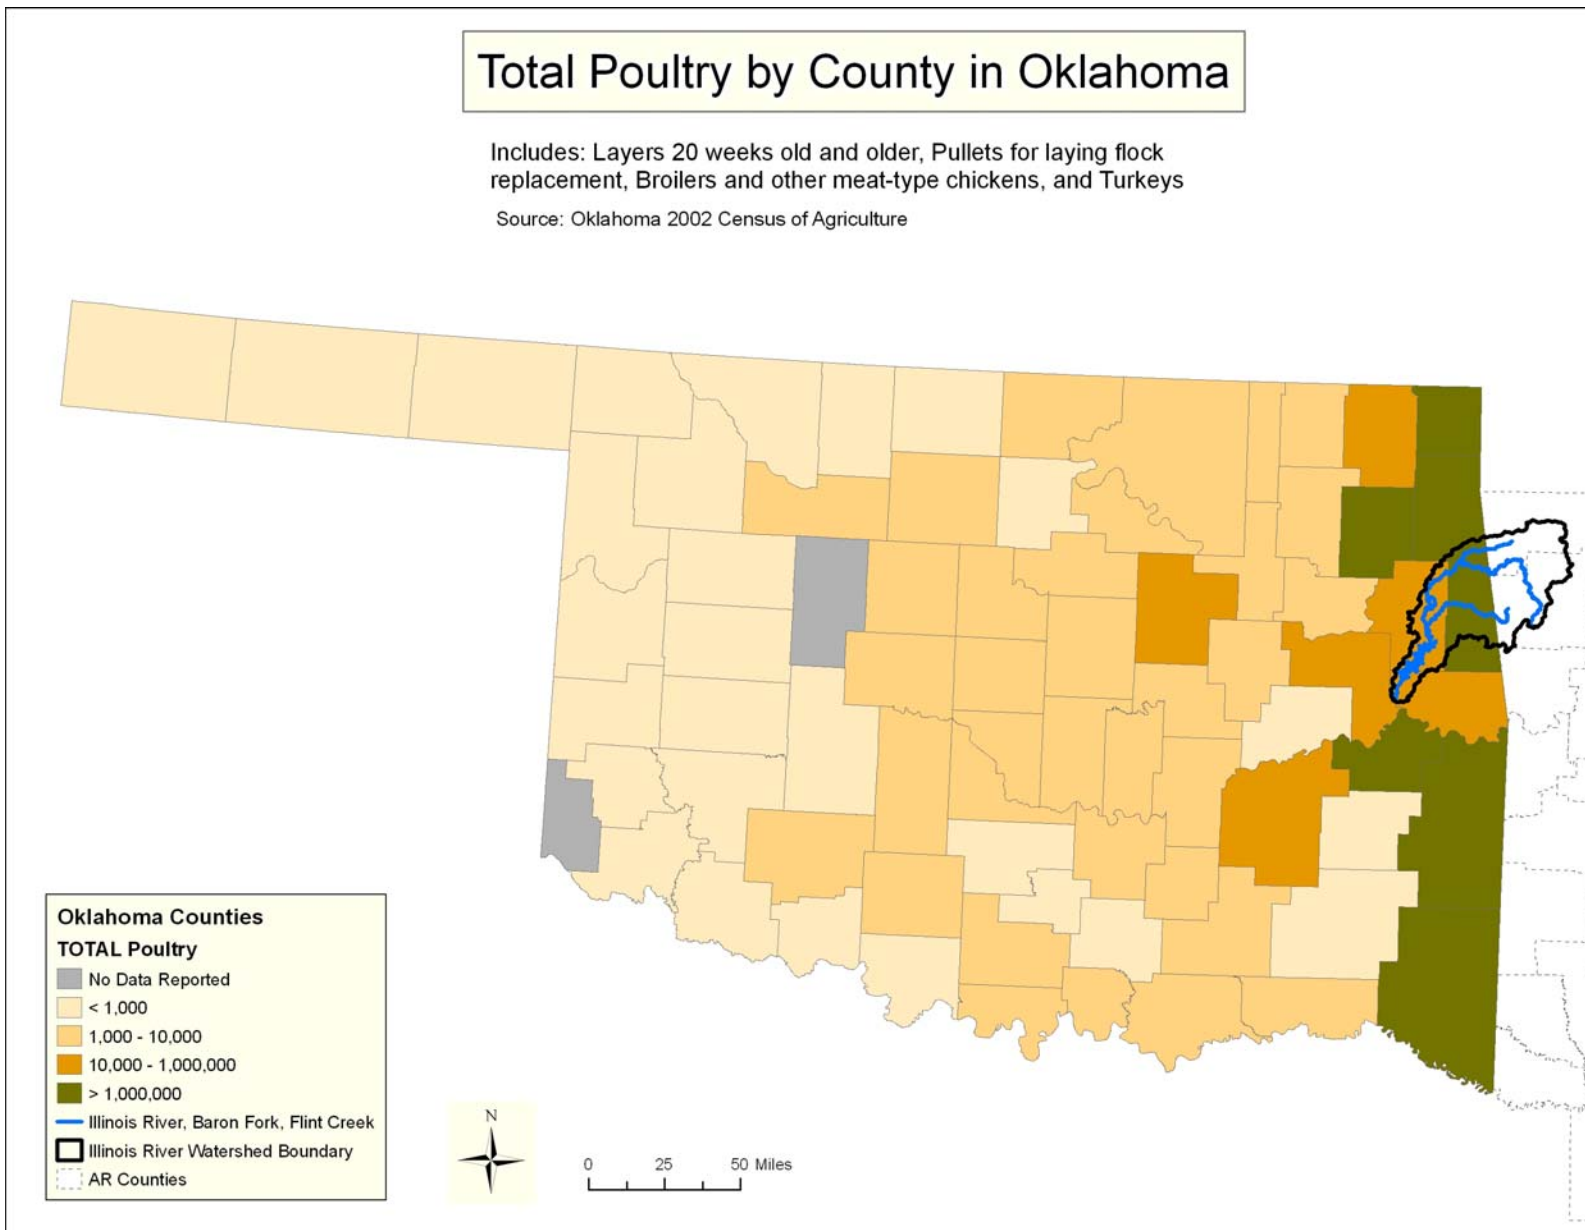 Total Poultry by County in Oklahoma
Includes: Layers 20 weeks old and older, Pullets for laying flock
replacement, Broilers and other meat-type chickens, and Turkeys
Source: Oklahoma 2002 Census of Agriculture
Oklahoma Counties
TOTAL Poultry
No Data Reported
< 1,000
1,000 - 10,000
10,000 - 1,000,000
> 1,000,000
Illinois River, Baron Fork, Flint Creek
Illinois River Watershed Boundary
AR Counties
N
0 25 50 Miles